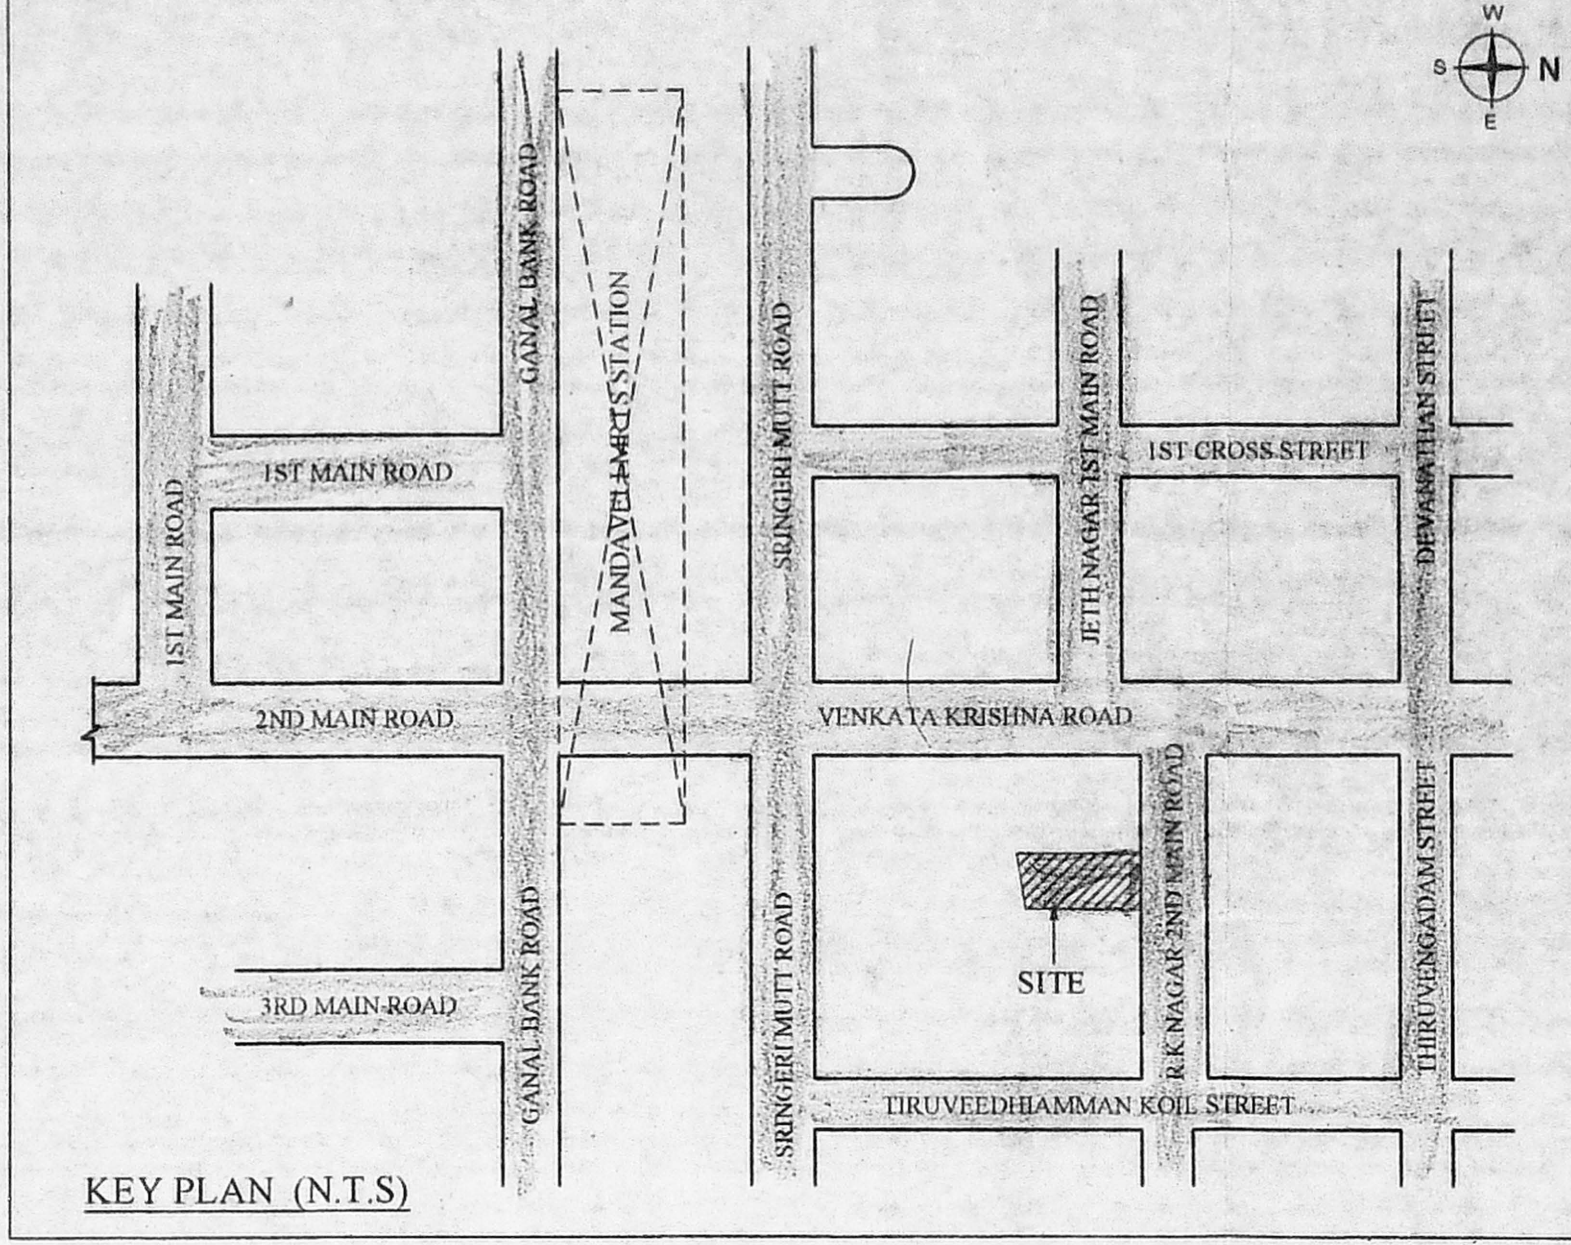 W
S N
E
GANAL BANK ROAD
MANDAVELI MRTS STATION
SRINGERI MUTT ROAD
JETH NAGAR 1ST MAIN ROAD
DEVANATHAN STREET
1ST MAIN ROAD
1ST CROSS STREET
1ST MAIN ROAD
2ND MAIN ROAD
VENKATA KRISHNA ROAD
R.K.NAGAR 2ND MAIN ROAD
THIRUVENGADAM STREET
GANAL BANK ROAD
SRINGERI MUTT ROAD
SITE
3RD MAIN ROAD
TIRUVEEDHIAMMAN KOIL STREET
KEY PLAN (N.T.S)